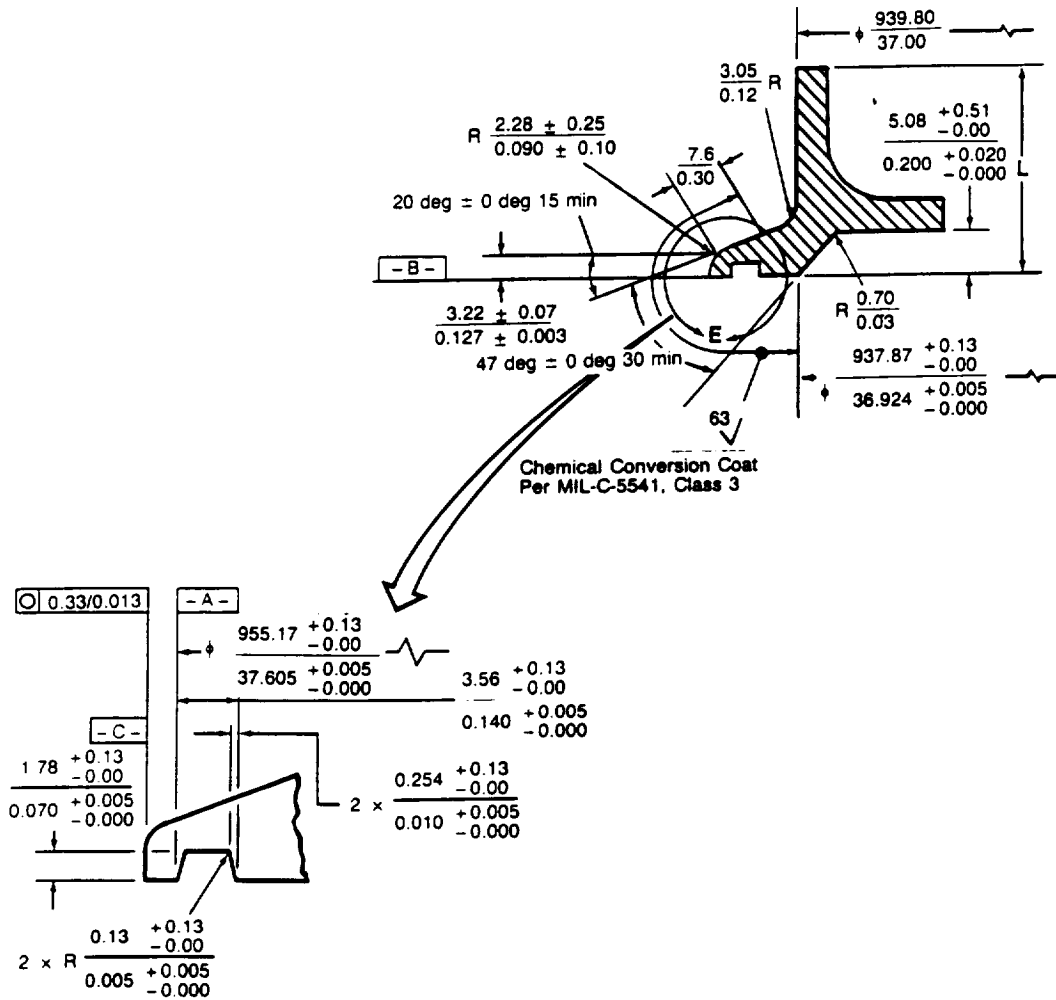 ϕ 939.80
37.00
3.05
0.12 R
5.08 +0.51
-0.00
0.200 +0.020
-0.000
L
R 2.28 ± 0.25
0.090 ± 0.10
7.6
0.30
20 deg ± 0 deg 15 min
- B -
3.22 ± 0.07
0.127 ± 0.003
R 0.70
0.03
E
47 deg ± 0 deg 30 min
ϕ 937.87 +0.13
-0.00
36.924 +0.005
-0.000
63
Chemical Conversion Coat
Per MIL-C-5541, Class 3
0.33/0.013
- A -
ϕ 955.17 +0.13
-0.00
37.605 +0.005
-0.000
3.56 +0.13
-0.00
0.140 +0.005
-0.000
- C -
1 78 +0.13
-0.00
0.070 +0.005
-0.000
2 × 0.254 +0.13
-0.00
0.010 +0.005
-0.000
2 × R 0.13 +0.13
-0.00
0.005 +0.005
-0.000